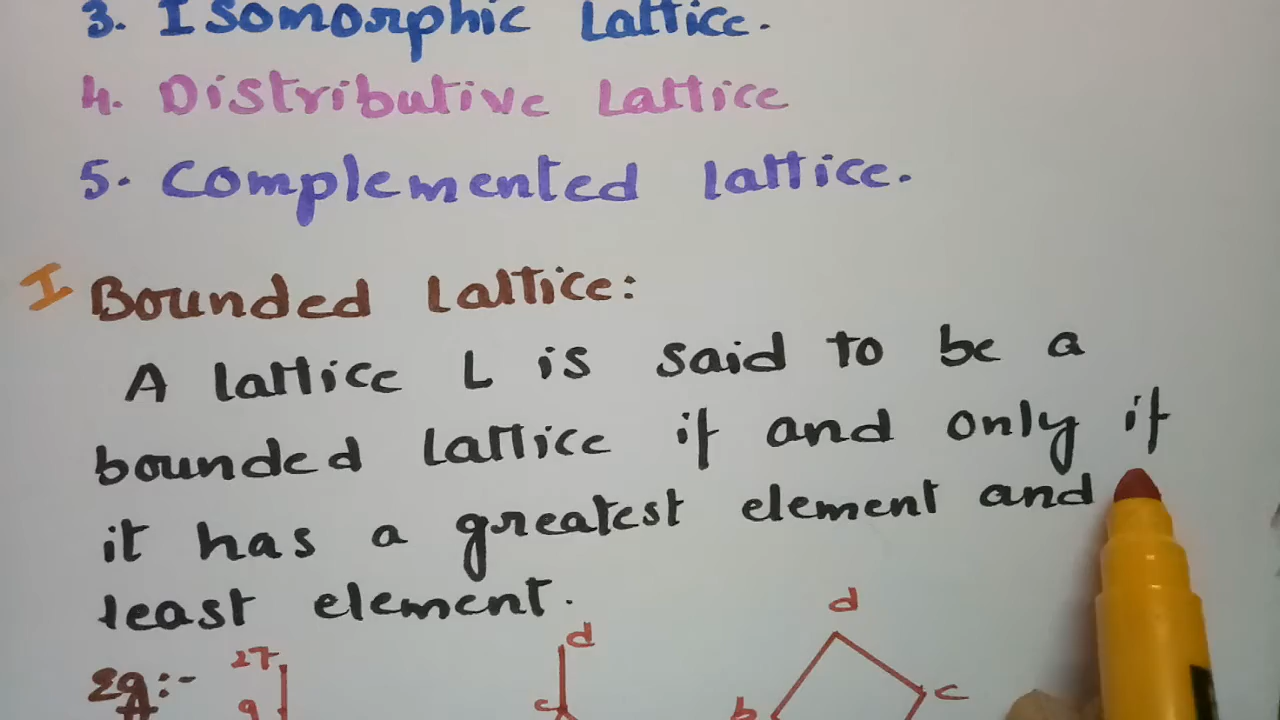 3. Isomorphic Lattice.
4. Distributive Lattice
5. Complemented lattice.
I Bounded Lattice:
A lattice L is said to be a
bounded lattice if and only if
it has a greatest element and
least element.
Eg:- 27 d d
9 c b c